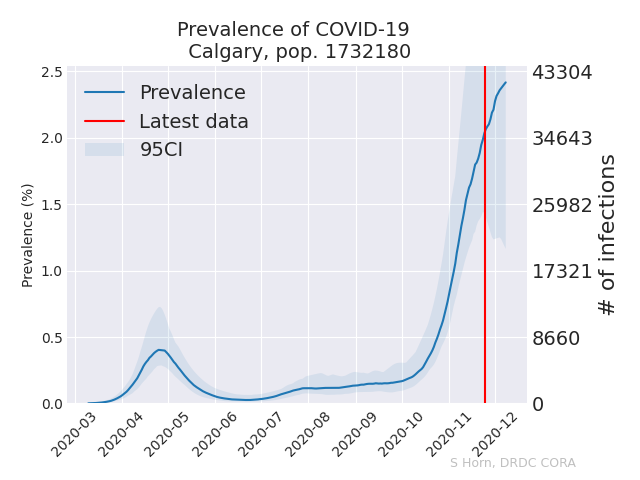 Prevalence of COVID-19
Calgary, pop. 1732180
Prevalence (%)
2.5
2.0
1.5
1.0
0.5
0.0
Prevalence
Latest data
95CI
43304
34643
25982
17321
8660
0
# of infections
2020-03
2020-04
2020-05
2020-06
2020-07
2020-08
2020-09
2020-10
2020-11
2020-12
S Horn, DRDC CORA